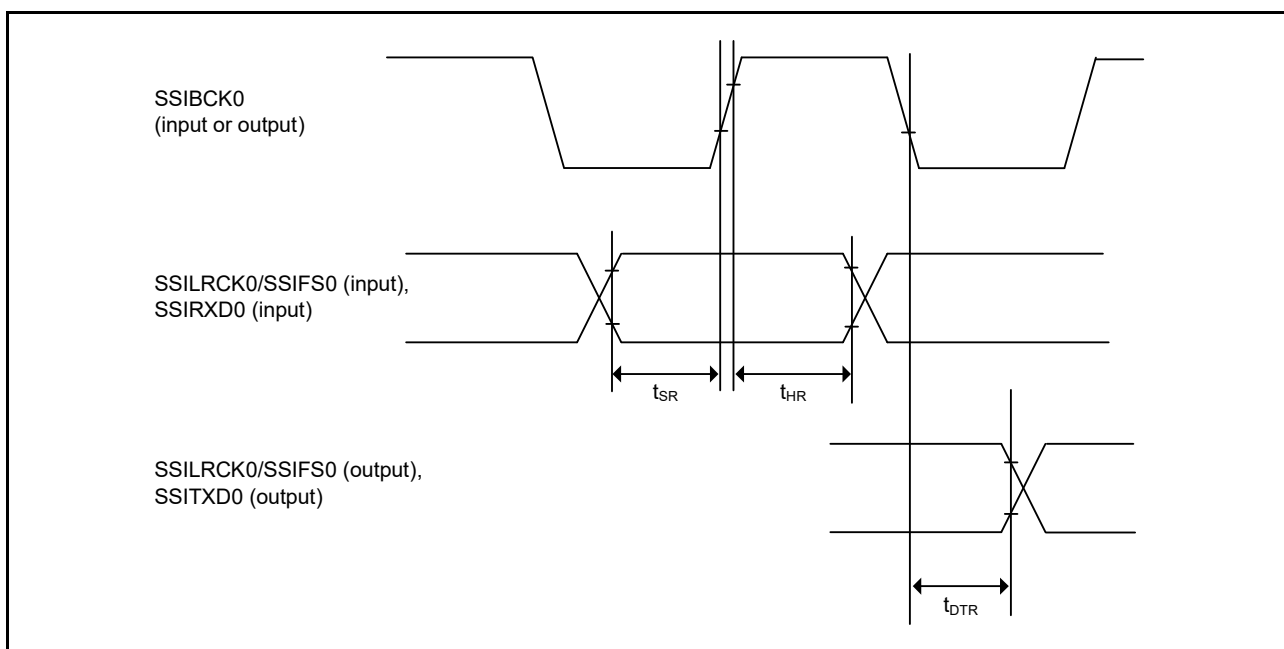 SSIBCK0
(input or output)
SSILRCK0/SSIFS0 (input),
SSIRXD0 (input)
tSR
tHR
SSILRCK0/SSIFS0 (output),
SSITXD0 (output)
tDTR